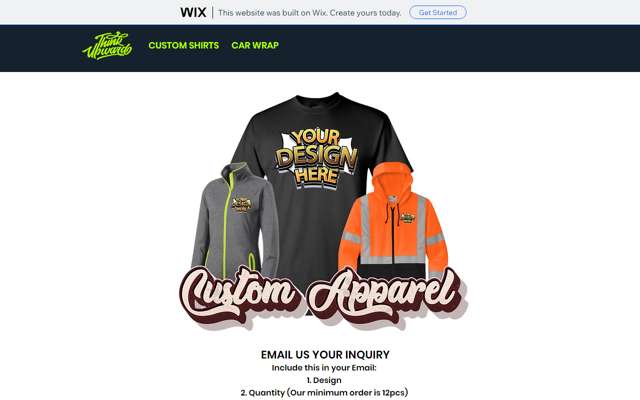 WIX
This website was built on Wix. Create yours today.
Get Started
Think Upward
CUSTOM SHIRTS
CAR WRAP
YOUR
DESIGN
HERE
Custom Apparel
EMAIL US YOUR INQUIRY
Include this in your Email:
1. Design
2. Quantity (Our minimum order is 12pcs)